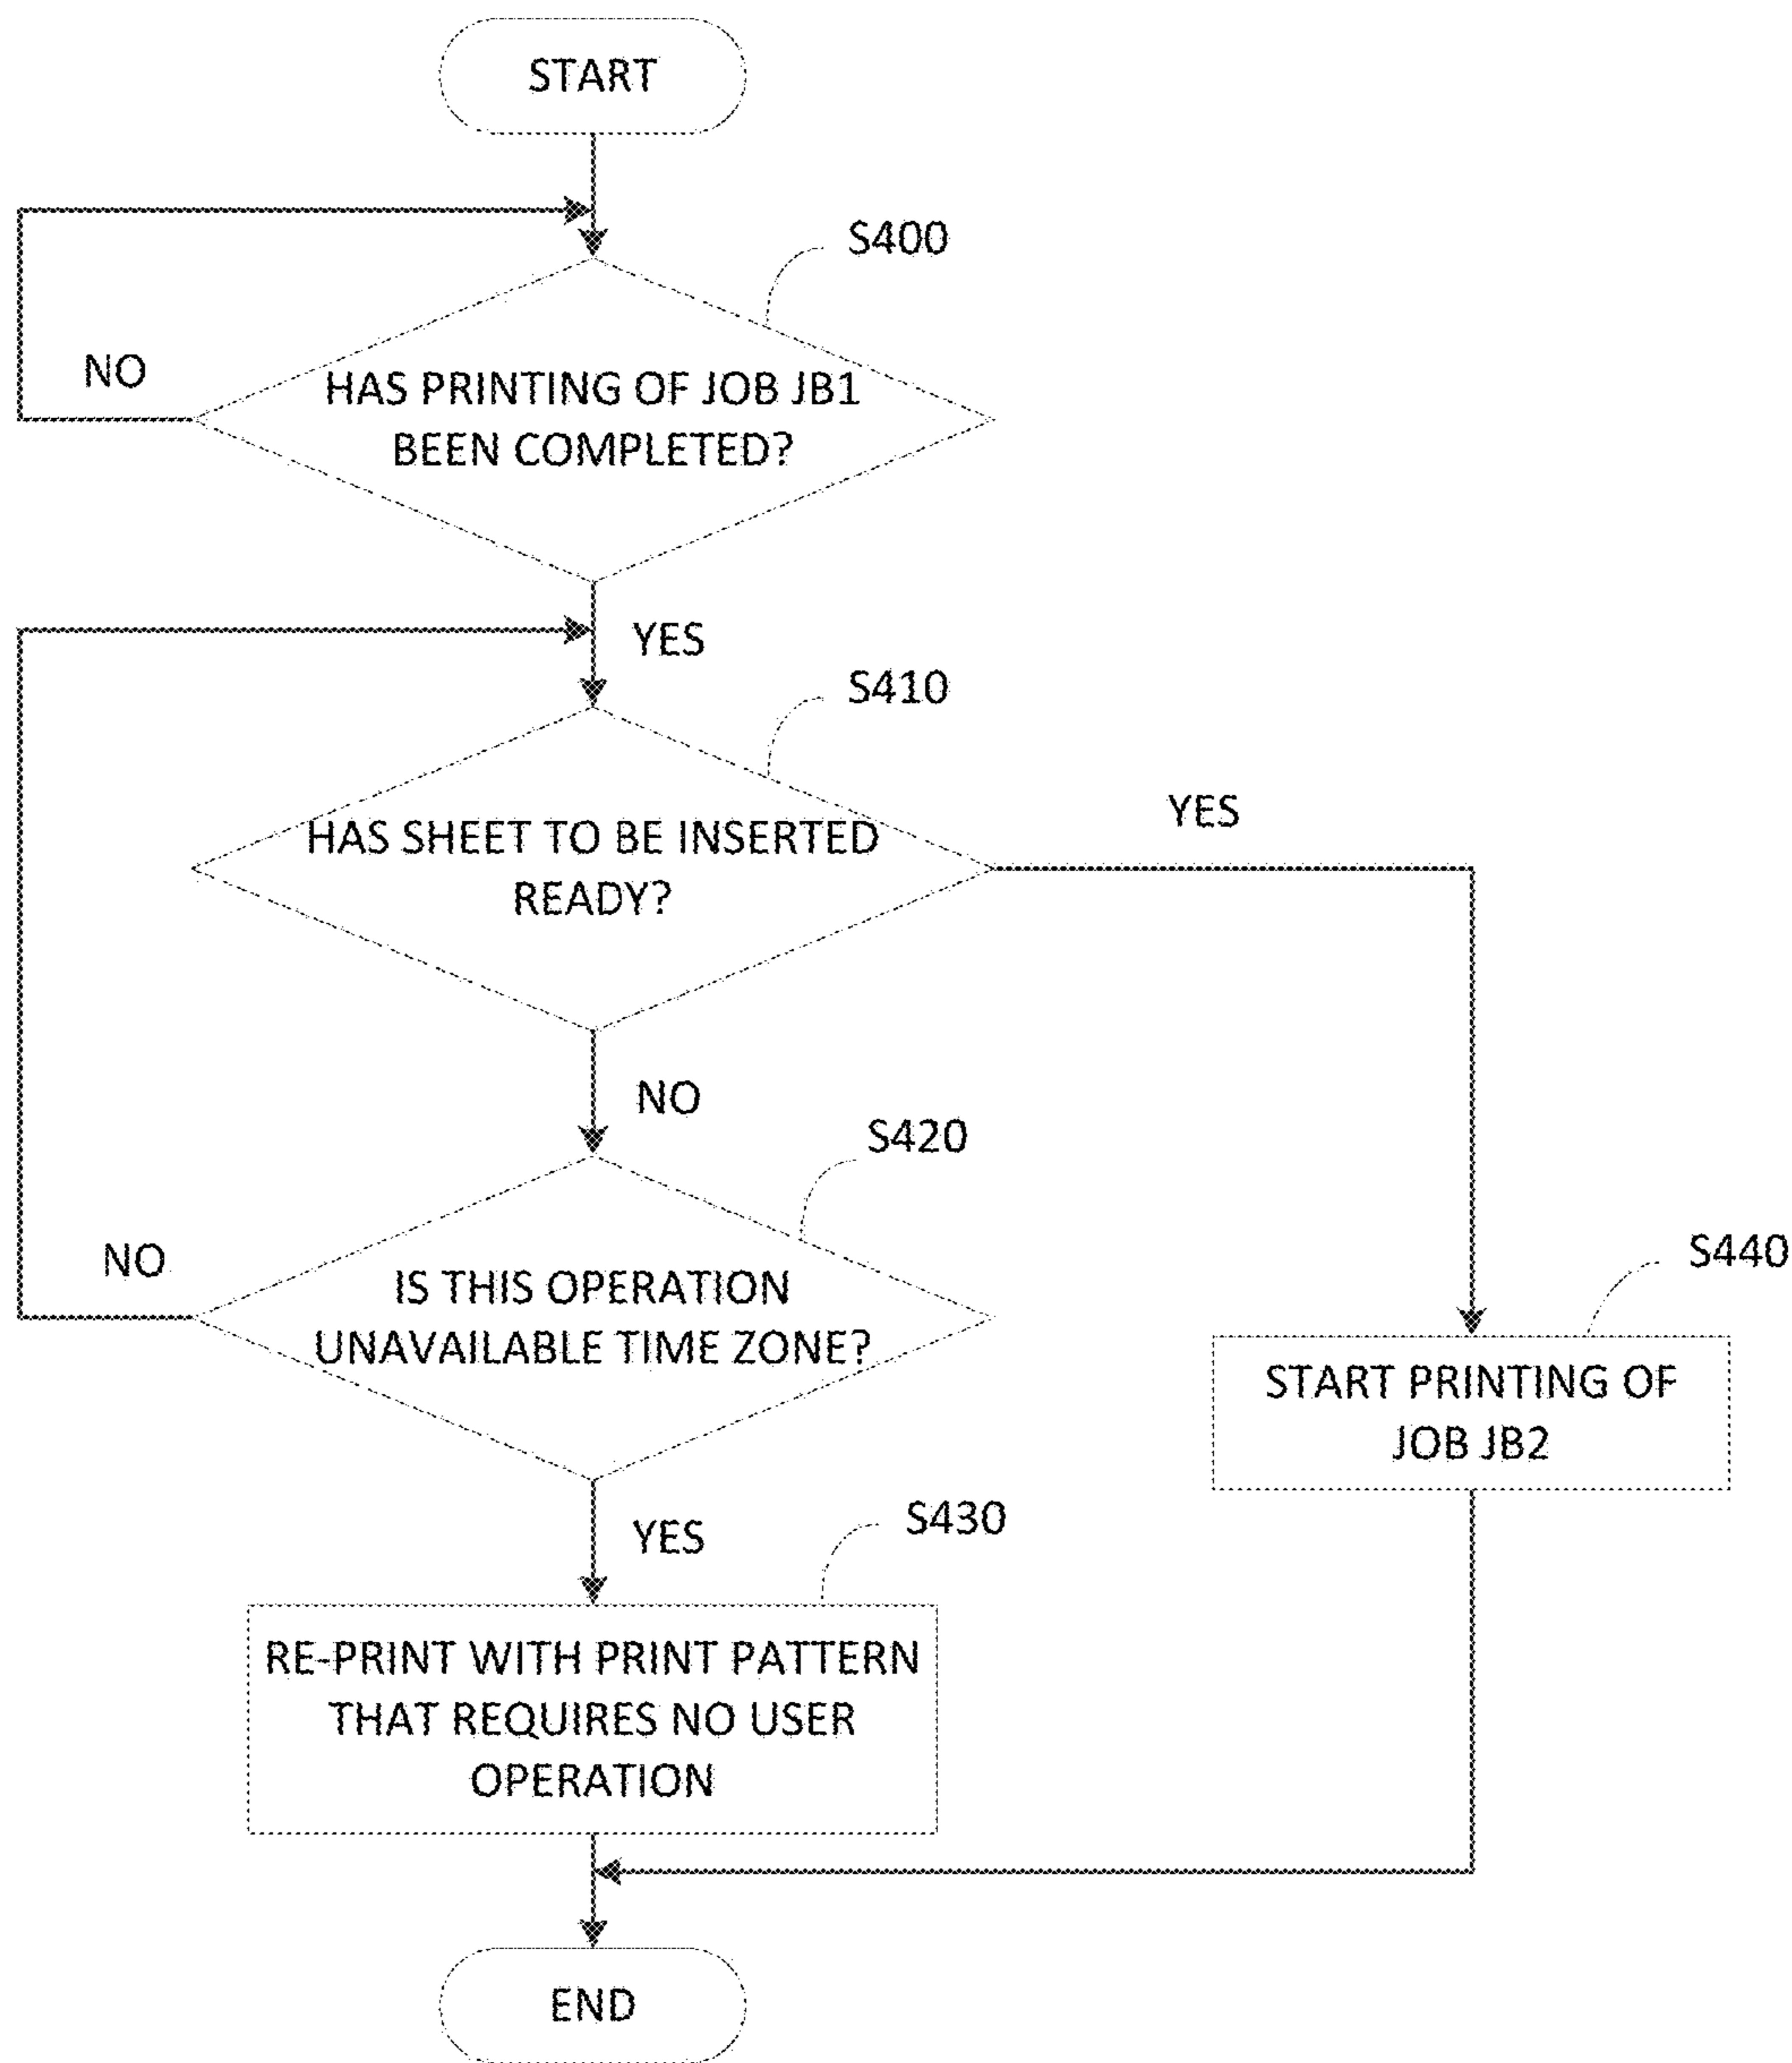 START
S400
NO
HAS PRINTING OF JOB JB1
BEEN COMPLETED?
YES
S410
YES
HAS SHEET TO BE INSERTED
READY?
NO
S420
NO
IS THIS OPERATION
UNAVAILABLE TIME ZONE?
S440
START PRINTING OF
JOB JB2
YES
S430
RE-PRINT WITH PRINT PATTERN
THAT REQUIRES NO USER
OPERATION
END